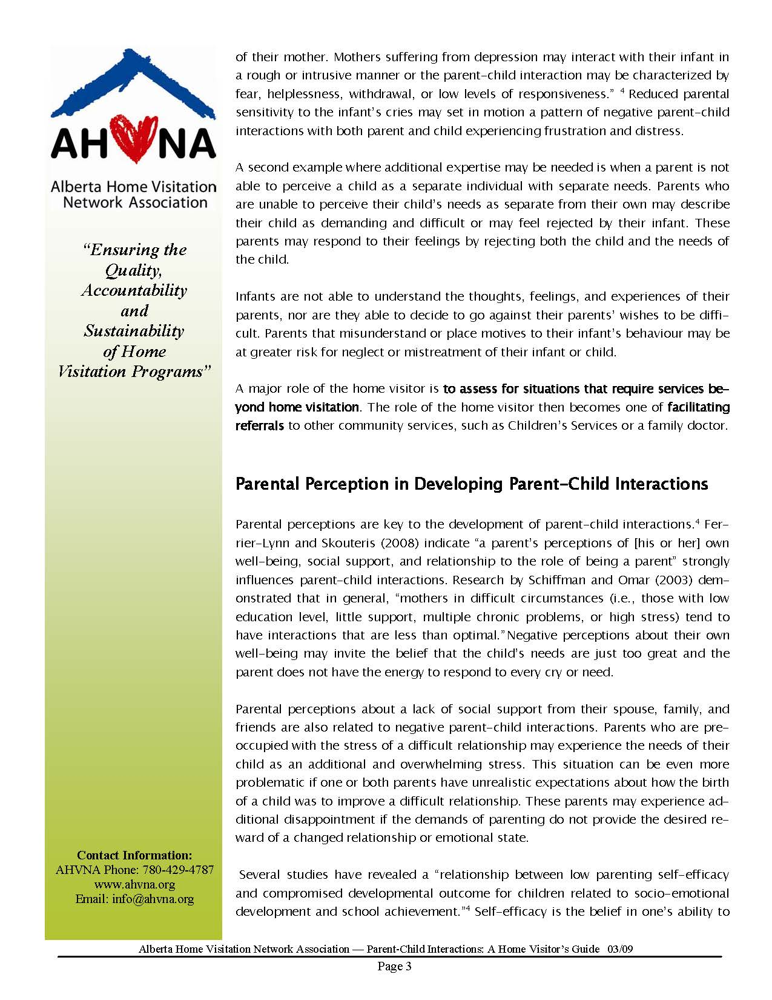 AHVNA
Alberta Home Visitation
Network Association
“Ensuring the
Quality,
Accountability
and
Sustainability
of Home
Visitation Programs”
Contact Information:
AHVNA Phone: 780-429-4787
www.ahvna.org
Email: info@ahvna.org
of their mother. Mothers suffering from depression may interact with their infant in
a rough or intrusive manner or the parent-child interaction may be characterized by
fear, helplessness, withdrawal, or low levels of responsiveness.” 4 Reduced parental
sensitivity to the infant’s cries may set in motion a pattern of negative parent-child
interactions with both parent and child experiencing frustration and distress.
A second example where additional expertise may be needed is when a parent is not
able to perceive a child as a separate individual with separate needs. Parents who
are unable to perceive their child’s needs as separate from their own may describe
their child as demanding and difficult or may feel rejected by their infant. These
parents may respond to their feelings by rejecting both the child and the needs of
the child.
Infants are not able to understand the thoughts, feelings, and experiences of their
parents, nor are they able to decide to go against their parents’ wishes to be diffi-
cult. Parents that misunderstand or place motives to their infant’s behaviour may be
at greater risk for neglect or mistreatment of their infant or child.
A major role of the home visitor is to assess for situations that require services be-
yond home visitation. The role of the home visitor then becomes one of facilitating
referrals to other community services, such as Children’s Services or a family doctor.
Parental Perception in Developing Parent-Child Interactions
Parental perceptions are key to the development of parent-child interactions.4 Fer-
rier-Lynn and Skouteris (2008) indicate “a parent’s perceptions of [his or her] own
well-being, social support, and relationship to the role of being a parent” strongly
influences parent-child interactions. Research by Schiffman and Omar (2003) dem-
onstrated that in general, “mothers in difficult circumstances (i.e., those with low
education level, little support, multiple chronic problems, or high stress) tend to
have interactions that are less than optimal.” Negative perceptions about their own
well-being may invite the belief that the child’s needs are just too great and the
parent does not have the energy to respond to every cry or need.
Parental perceptions about a lack of social support from their spouse, family, and
friends are also related to negative parent-child interactions. Parents who are pre-
occupied with the stress of a difficult relationship may experience the needs of their
child as an additional and overwhelming stress. This situation can be even more
problematic if one or both parents have unrealistic expectations about how the birth
of a child was to improve a difficult relationship. These parents may experience ad-
ditional disappointment if the demands of parenting do not provide the desired re-
ward of a changed relationship or emotional state.
Several studies have revealed a “relationship between low parenting self-efficacy
and compromised developmental outcome for children related to socio-emotional
development and school achievement.”4 Self-efficacy is the belief in one’s ability to
Alberta Home Visitation Network Association — Parent-Child Interactions: A Home Visitor’s Guide 03/09
Page 3